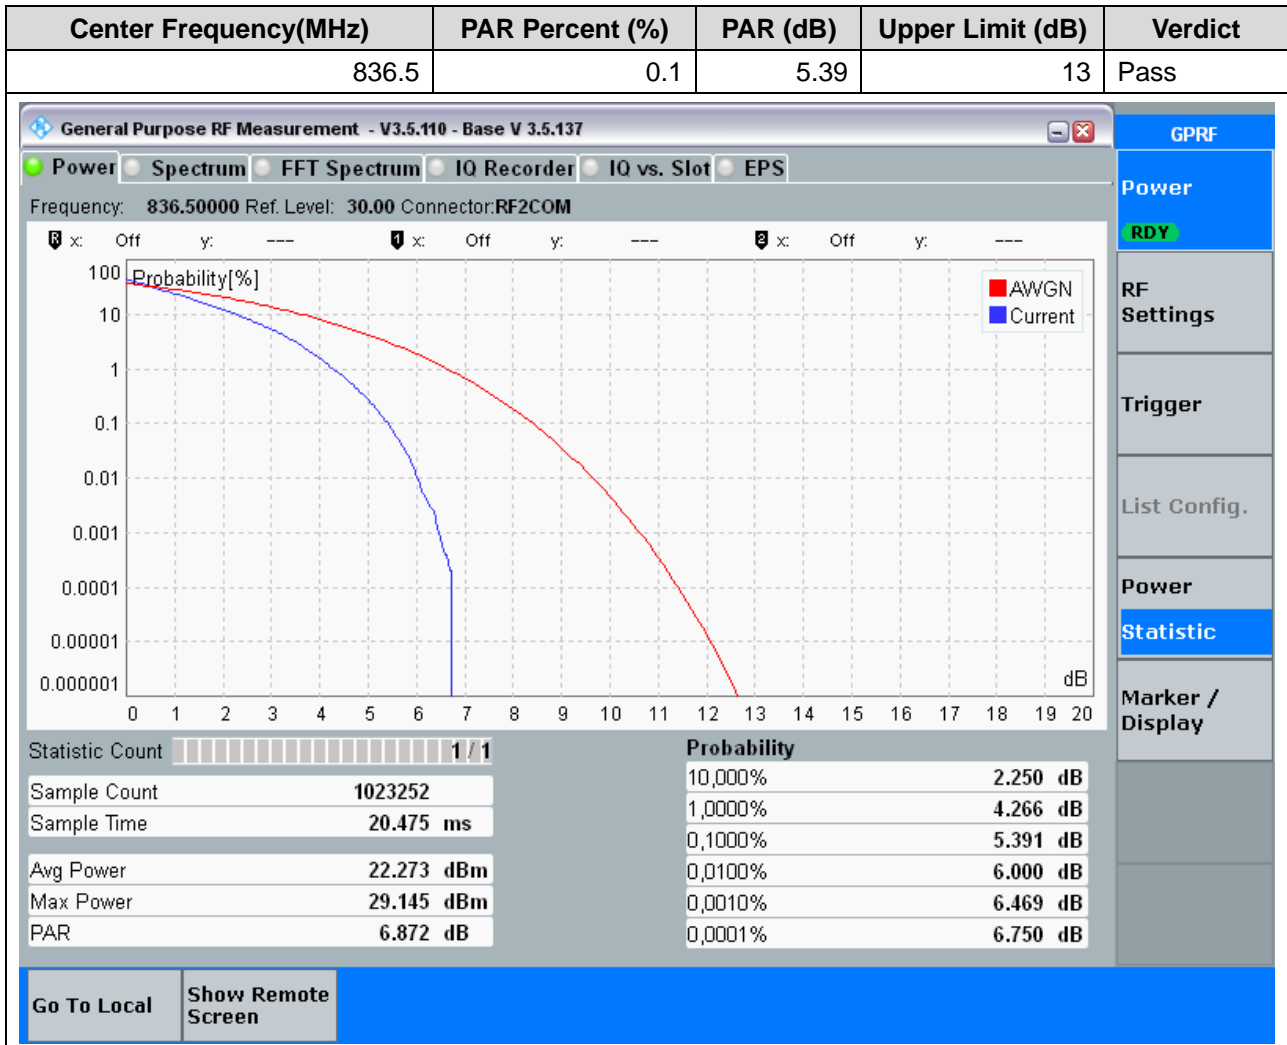 Center Frequency(MHz) PAR Percent (%) PAR (dB) Upper Limit (dB) Verdict
836.5 0.1 5.39 13 Pass
General Purpose RF Measurement - V3.5.110 - Base V 3.5.137
GPRF
Power Spectrum FFT Spectrum IQ Recorder IQ vs. Slot EPS
Power
RDY
Frequency: 836.50000 Ref. Level: 30.00 Connector:RF2COM
R x: Off y: --- 1 x: Off y: --- 2 x: Off y: ---
Probability[%]
AWGN
Current
100
10
1
0.1
0.01
0.001
0.0001
0.00001
0.000001
dB
0 1 2 3 4 5 6 7 8 9 10 11 12 13 14 15 16 17 18 19 20
RF
Settings
Trigger
List Config.
Power
Statistic
Marker /
Display
Statistic Count 1 / 1
Sample Count 1023252
Sample Time 20.475 ms
Avg Power 22.273 dBm
Max Power 29.145 dBm
PAR 6.872 dB
Probability
10,000% 2.250 dB
1,0000% 4.266 dB
0,1000% 5.391 dB
0,0100% 6.000 dB
0,0010% 6.469 dB
0,0001% 6.750 dB
Go To Local
Show Remote
Screen